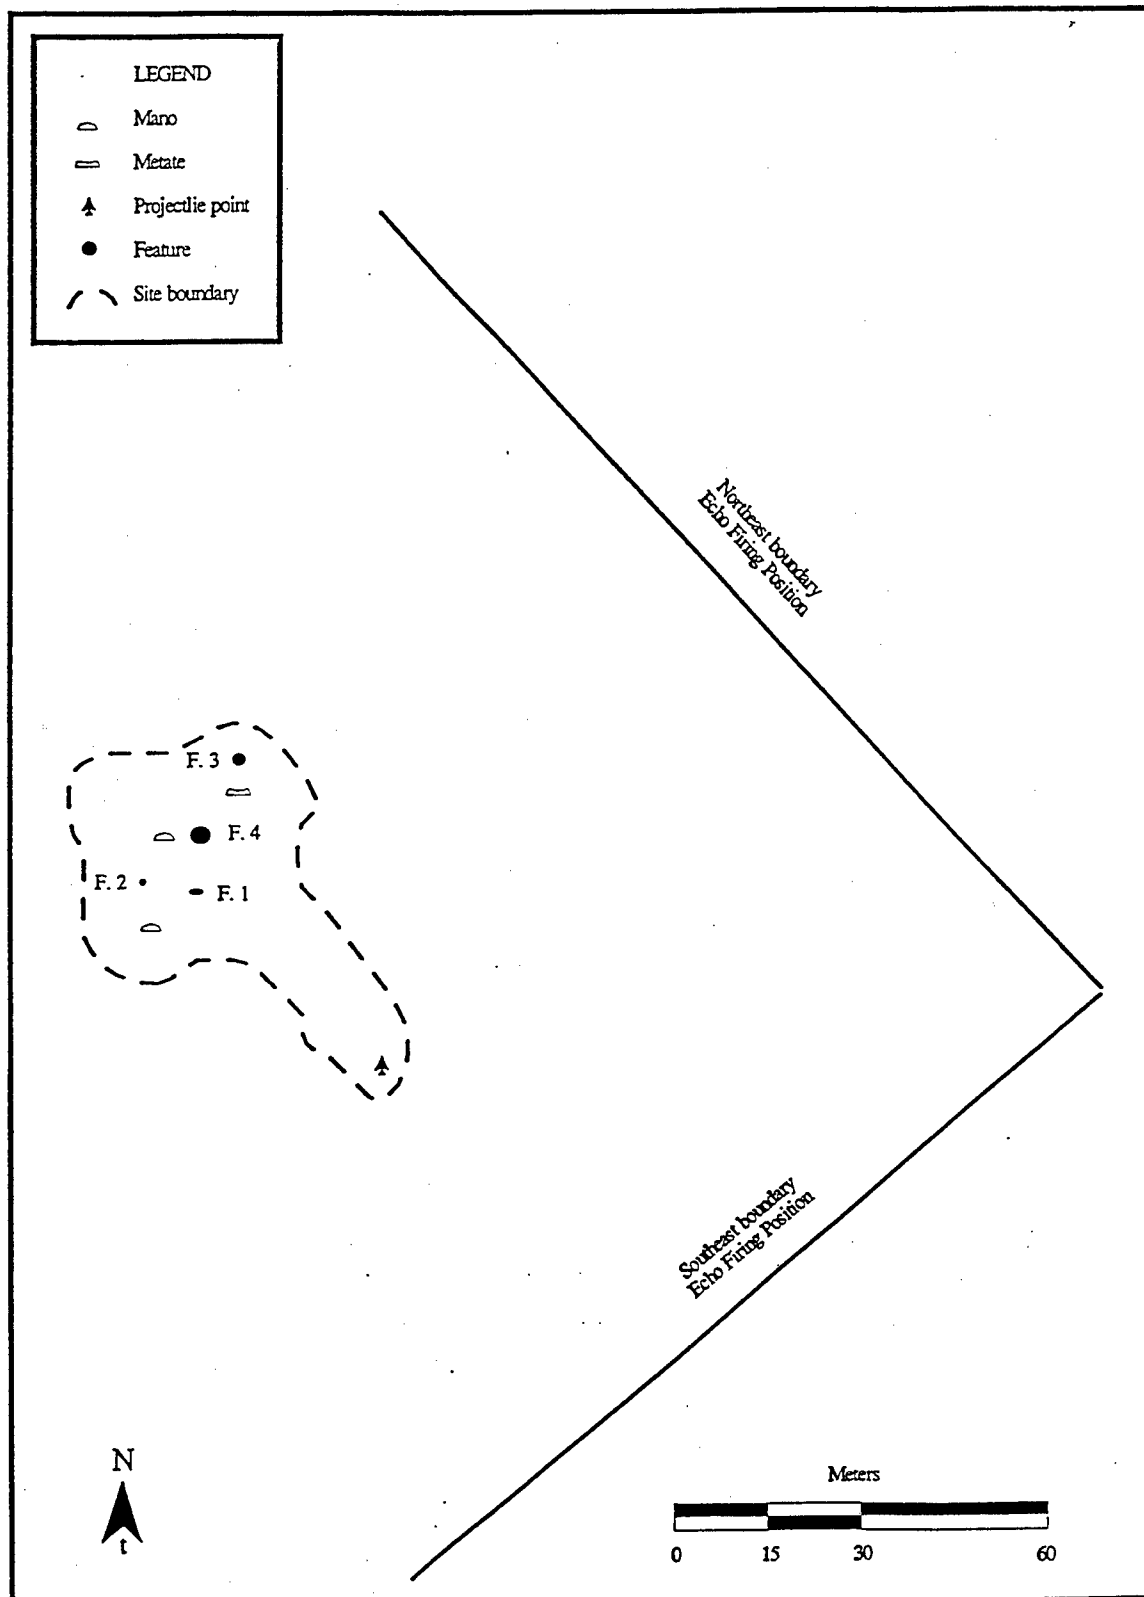 LEGEND
Mano
Metate
Projectlie point
Feature
Site boundary
Northeast boundary
Echo Firing Position
F. 3
F. 4
F. 2
F. 1
Southeast boundary
Echo Firing Position
N
t
Meters
0 15 30 60